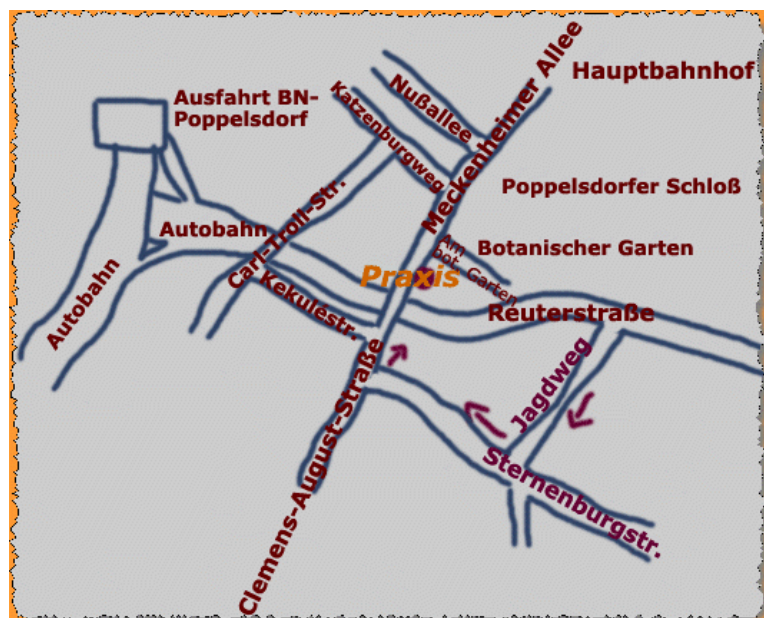 Meckenheimer Allee
Hauptbahnhof
Nußallee
Katzenburgweg
Ausfahrt BN-
Poppelsdorf
Poppelsdorfer Schloß
Carl-Troll-Str.
Autobahn
Am
bot. Garten
Botanischer Garten
Autobahn
Praxis
Kekuléstr.
Reuterstraße
Clemens-August-Straße
Jagdweg
Sternenburgstr.